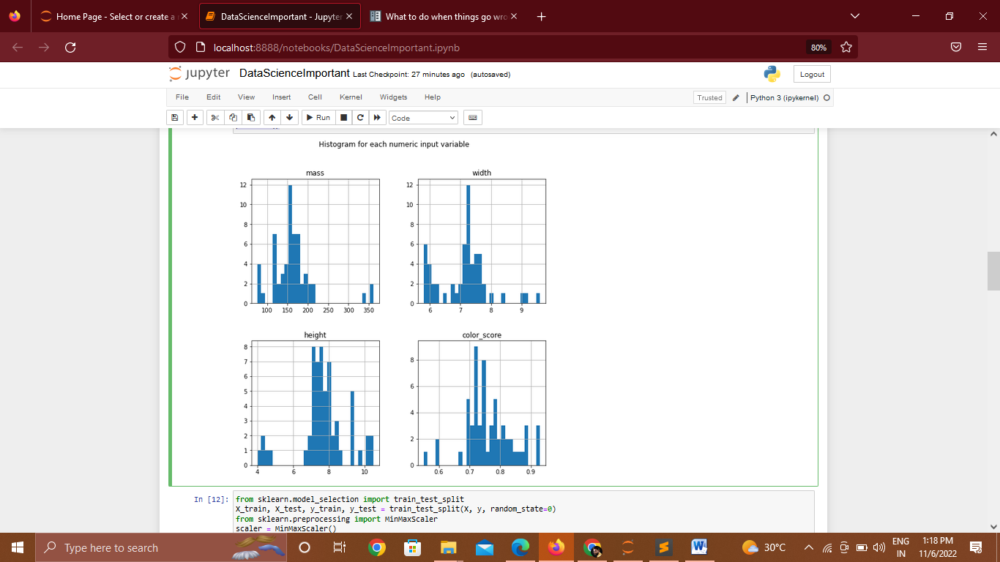 Home Page - Select or create a
DataScienceImportant - Jupyter
What to do when things go wro
localhost:8888/notebooks/DataScienceImportant.ipynb
80%
jupyter DataScienceImportant Last Checkpoint: 27 minutes ago (autosaved)
Logout
File Edit View Insert Cell Kernel Widgets Help
Trusted
Python 3 (ipykernel)
Run
Code
Histogram for each numeric input variable
mass
12
10
8
6
4
2
0
100 150 200 250 300 350
width
12
10
8
6
4
2
0
6 7 8 9
height
8
7
6
5
4
3
2
1
0
4 6 8 10
color_score
8
6
4
2
0
0.6 0.7 0.8 0.9
In [12]: from sklearn.model_selection import train_test_split
X_train, X_test, y_train, y_test = train_test_split(X, y, random_state=0)
from sklearn.preprocessing import MinMaxScaler
scaler = MinMaxScaler()
Type here to search
30°C
ENG
IN
1:18 PM
11/6/2022